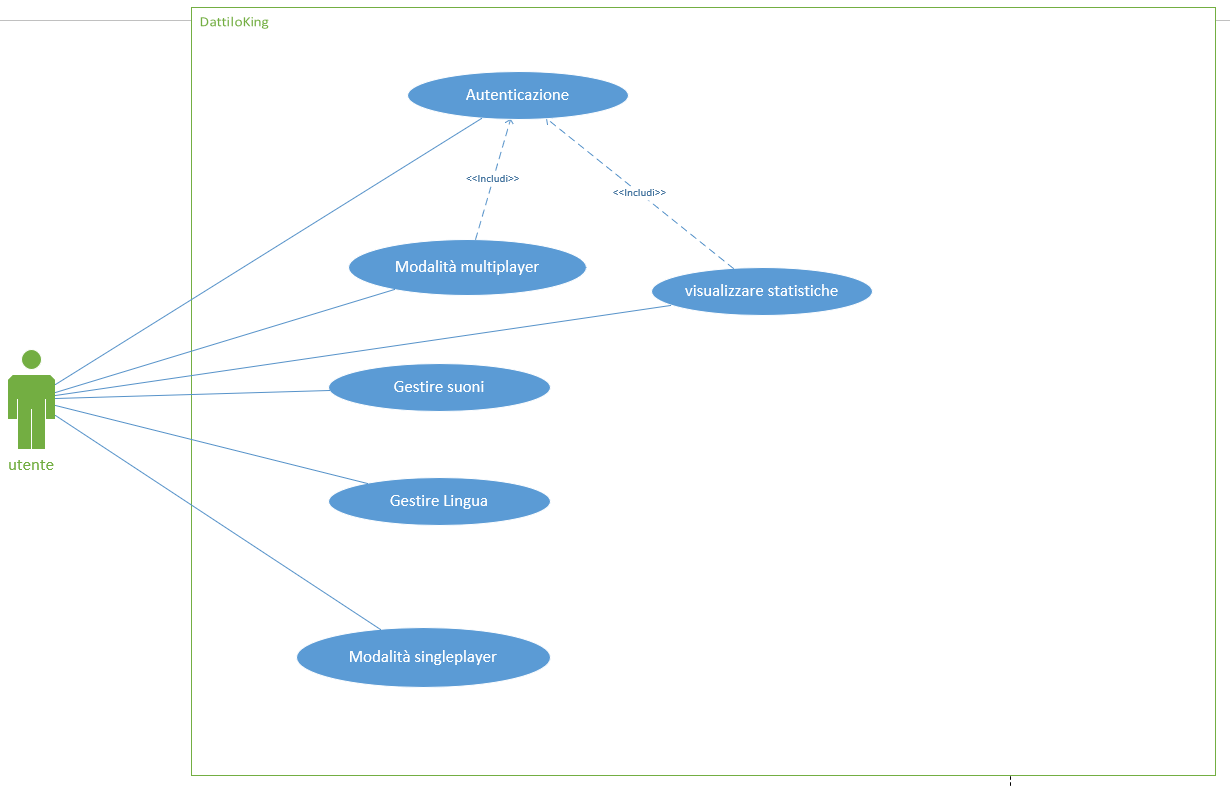 DattiloKing
Autenticazione
<<Includi>>
<<Includi>>
Modalità multiplayer
visualizzare statistiche
Gestire suoni
utente
Gestire Lingua
Modalità singleplayer